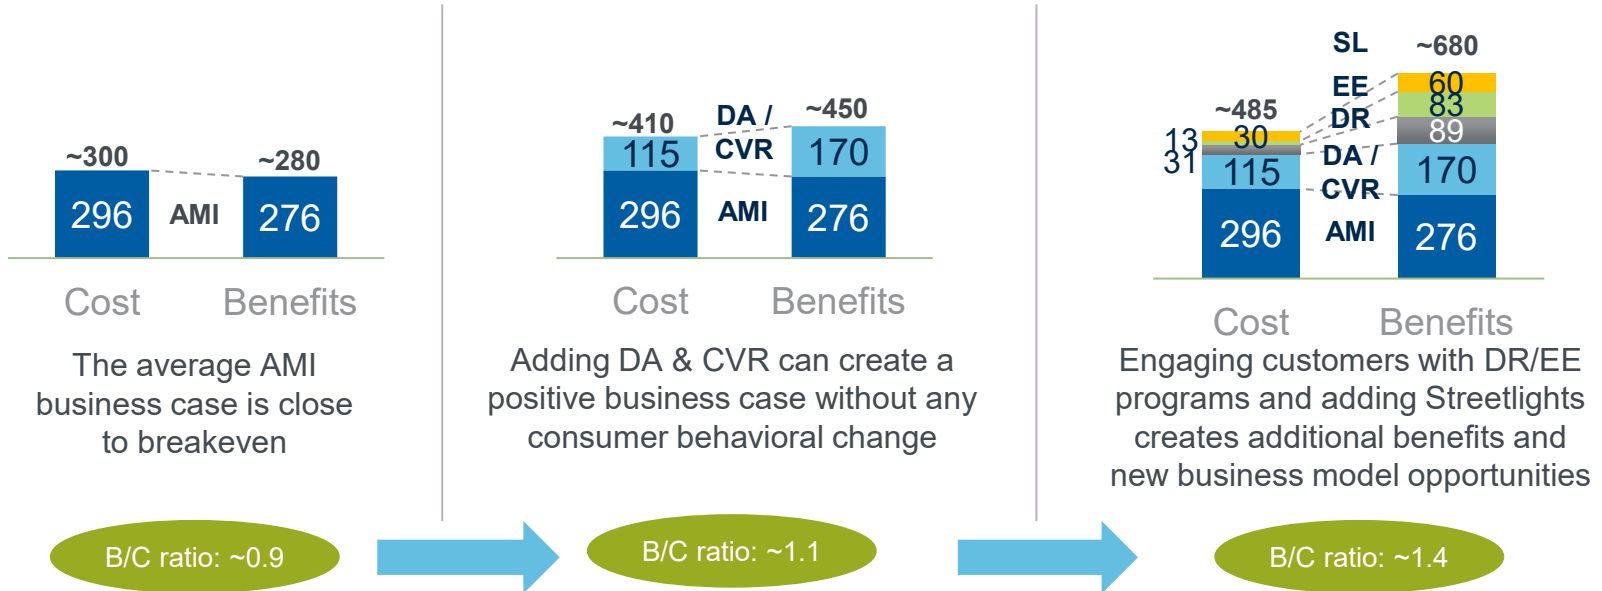 ~300
~280
296
AMI
276
Cost
Benefits
The average AMI
business case is close
to breakeven
B/C ratio: ~0.9
~410
DA /
CVR
~450
115
170
296
AMI
276
Cost
Benefits
Adding DA & CVR can create a
positive business case without any
consumer behavioral change
B/C ratio: ~1.1
SL
~680
EE
60
~485
83
DR
13
30
89
31
DA /
CVR
115
170
296
AMI
276
Cost
Benefits
Engaging customers with DR/EE
programs and adding Streetlights
creates additional benefits and
new business model opportunities
B/C ratio: ~1.4